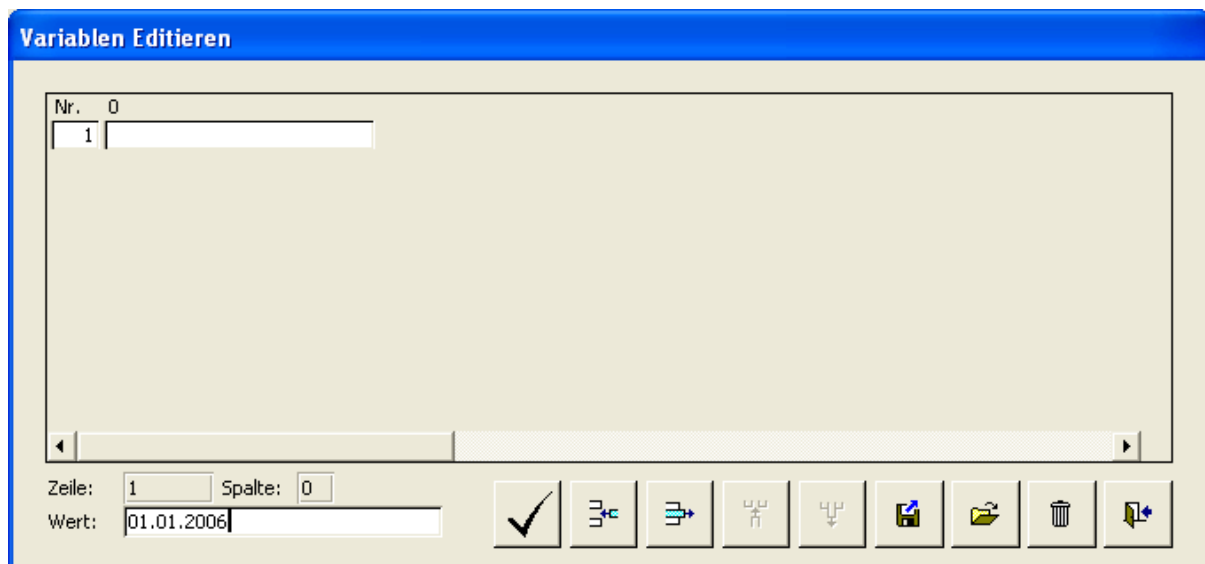 Variablen Editieren
Nr. 0
1
Zeile: 1 Spalte: 0
Wert: 01.01.2006